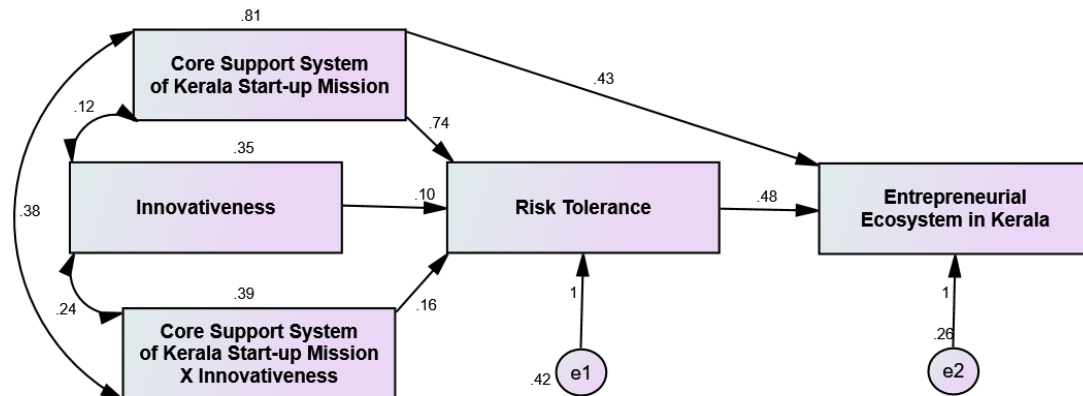 .81
Core Support System
of Kerala Start-up Mission
.43
.12
.74
.35
Innovativeness
.10
Risk Tolerance
.48
Entrepreneurial
Ecosystem in Kerala
.38
.24
.39
.16
Core Support System
of Kerala Start-up Mission
X Innovativeness
1
1
.42
e1
.26
e2